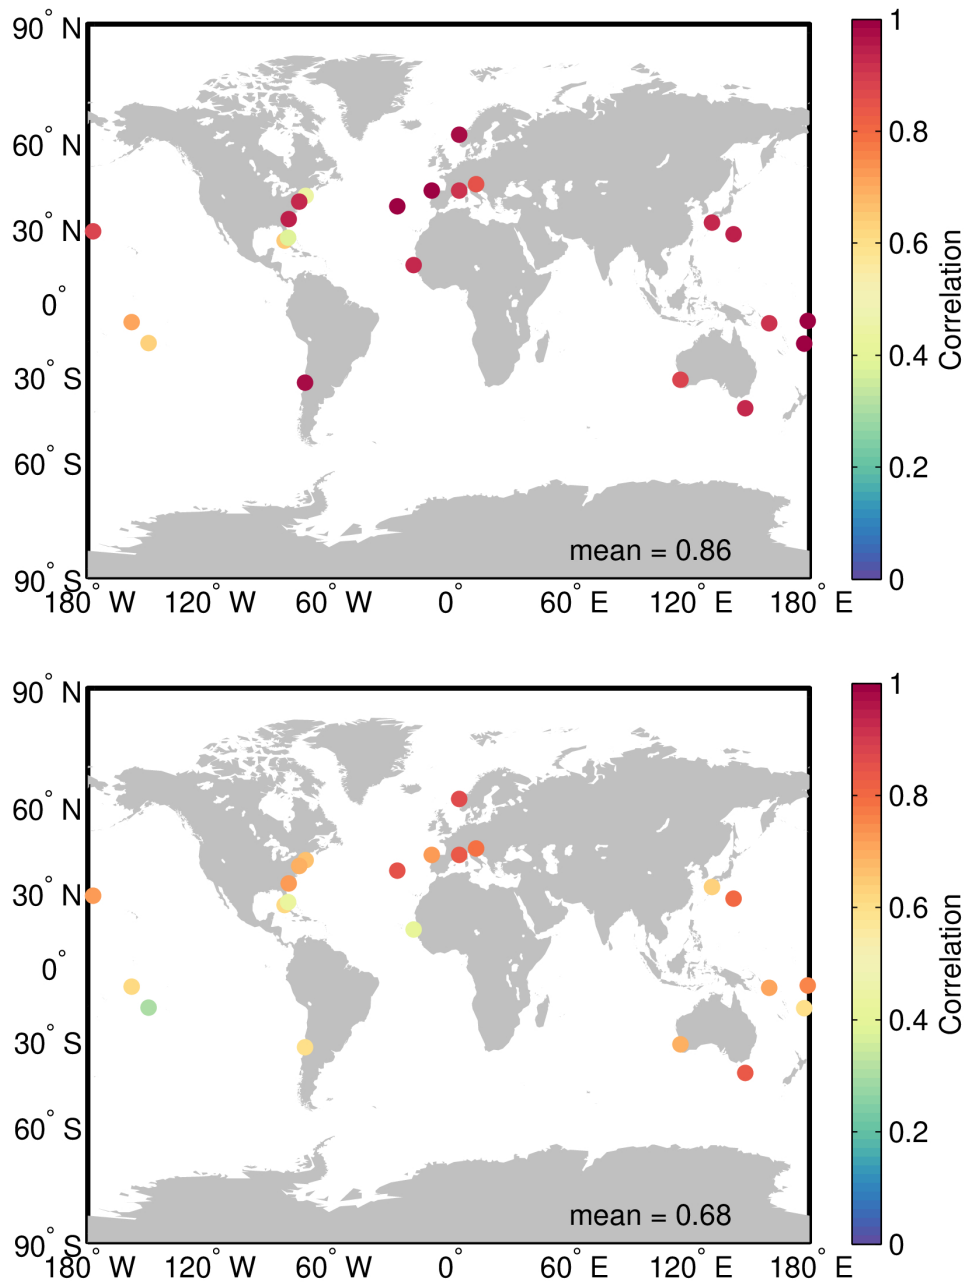 90° N
60° N
30° N
0°
30° S
60° S
90° S
180° W 120° W 60° W 0° 60° E 120° E 180° E
mean = 0.86
1
0.8
0.6
0.4
0.2
0
Correlation
90° N
60° N
30° N
0°
30° S
60° S
90° S
180° W 120° W 60° W 0° 60° E 120° E 180° E
mean = 0.68
1
0.8
0.6
0.4
0.2
0
Correlation